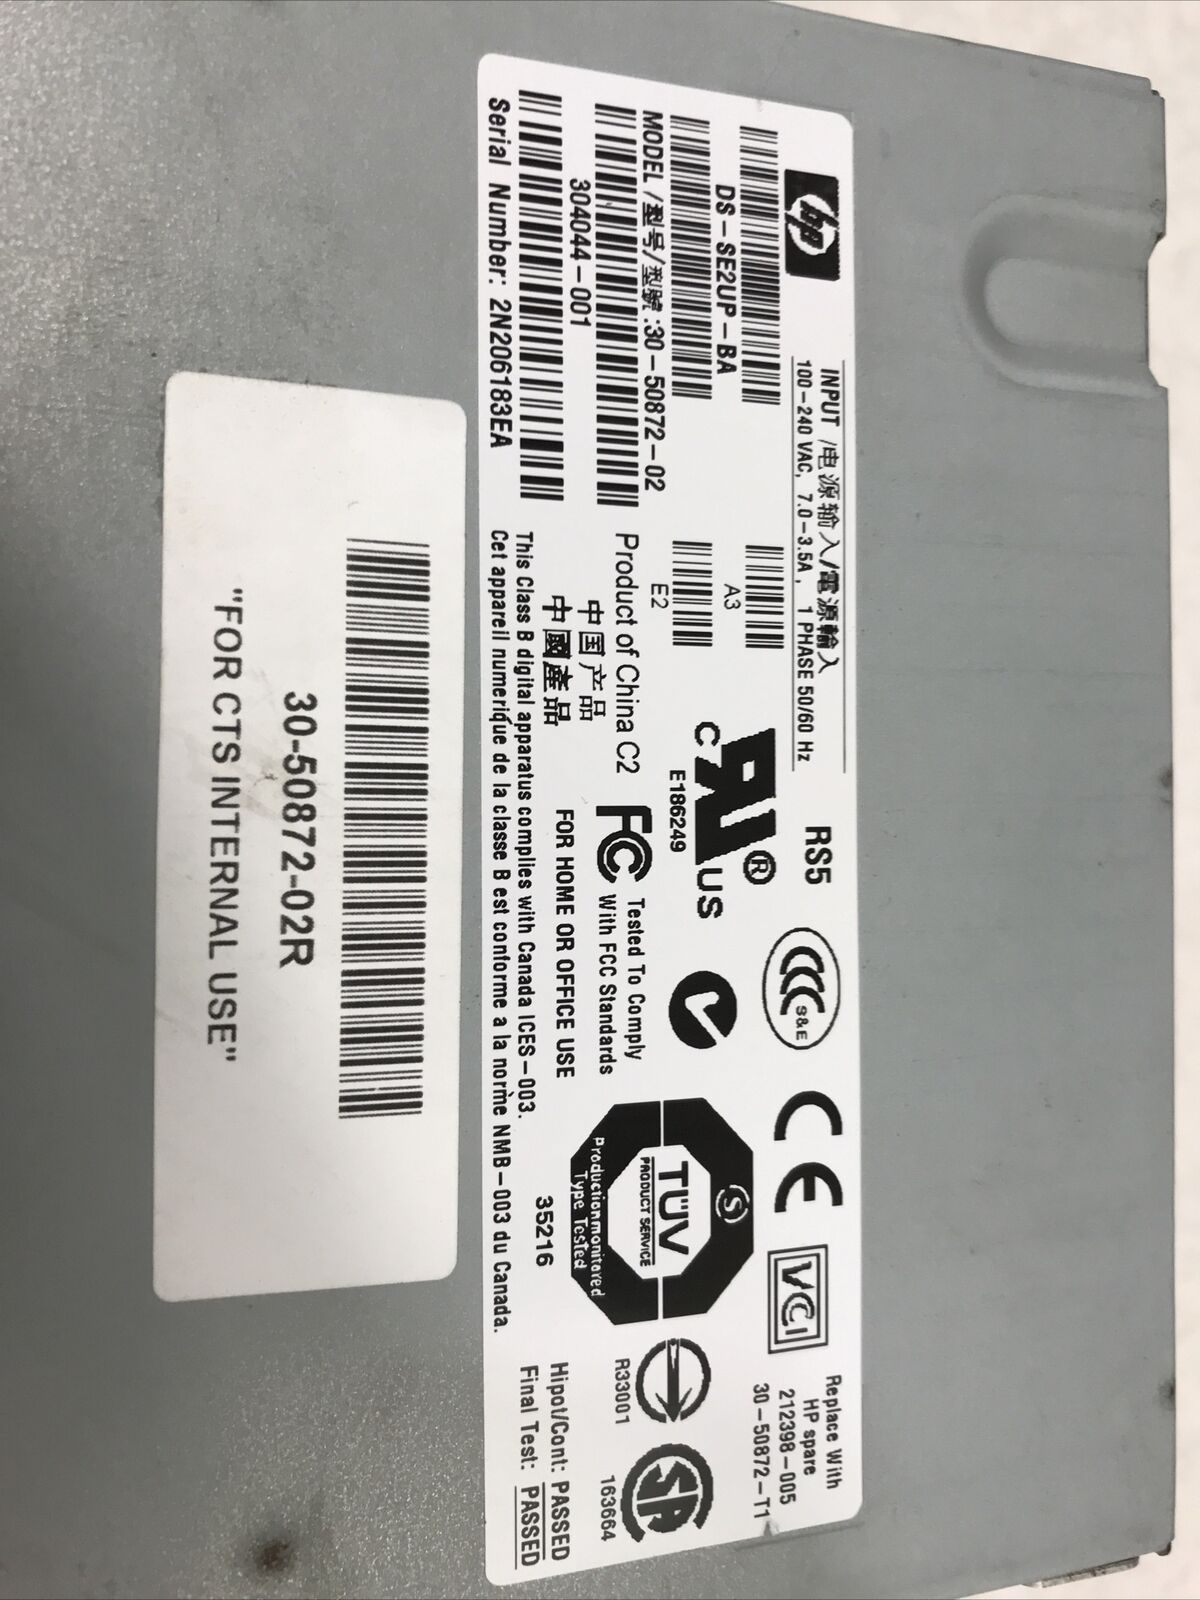 hp
INPUT /电源输入/電源輸入
100-240 VAC, 7.0-3.5A, 1 PHASE 50/60 Hz
RS5
S&E
CE
VCI
Replace With
HP spare
212398-005
30-50872-T1
DS-SE2UP-BA
A3
MODEL /型号/型號:30-50872-02
E2
304044-001
Serial Number: 2N206183EA
C RU ® US
E186249
Product of China C2
中国产品
中國產品
FC Tested To Comply
With FCC Standards
FOR HOME OR OFFICE USE
This Class B digital apparatus complies with Canada ICES-003.
Cet appareil numerique de la classe B est conforme a la norme NMB-003 du Canada.
S
TÜV
PRODUCT SERVICE
Productionmonitored
Type Tested
35216
R33001
SA
163664
Hipot/Cont: PASSED
Final Test: PASSED
30-50872-02R
"FOR CTS INTERNAL USE"